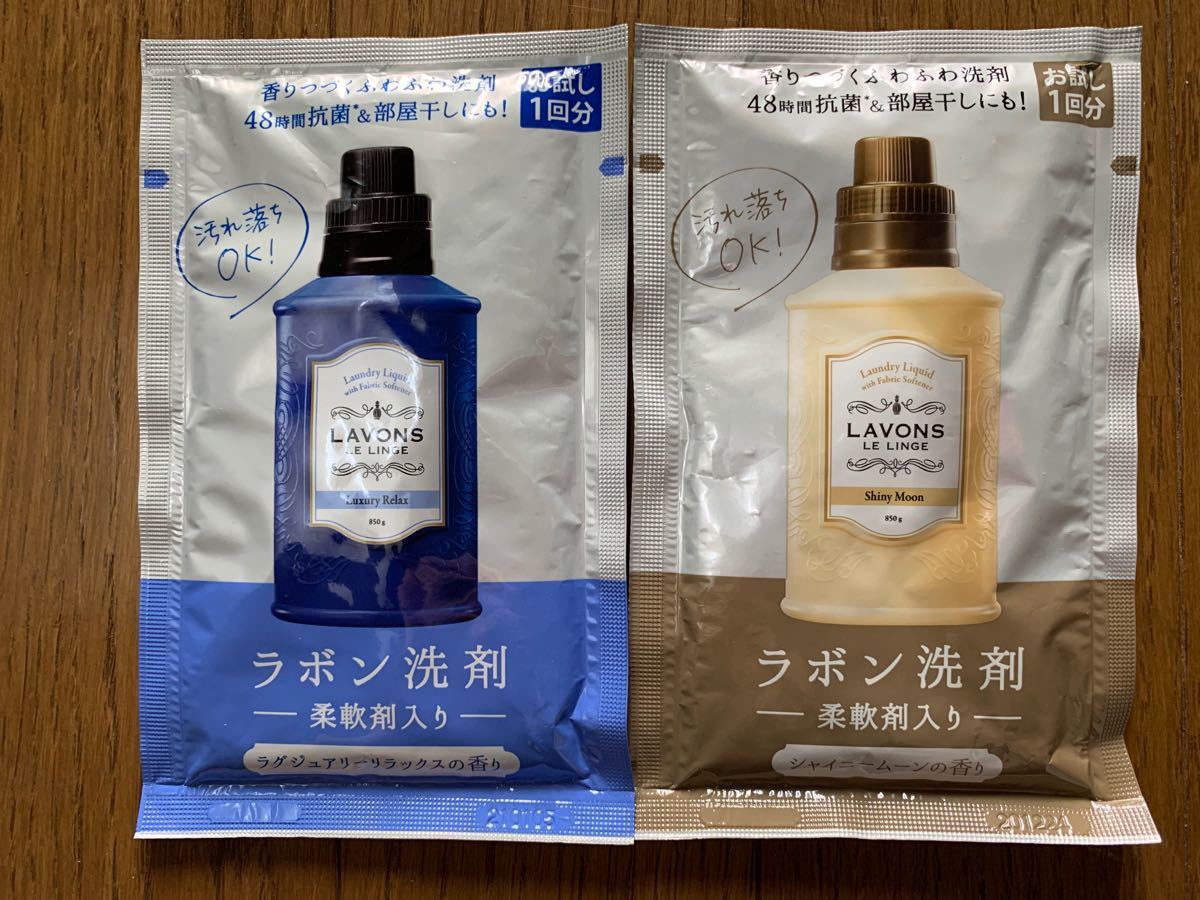 香りつづくふわふわ洗剤
48時間抗菌*&部屋干しにも!
お試し
1回分
汚れ落ち
OK!
Laundry Liquid
with Fabric Softener
LAVONS
LE LINGE
Luxury Relax
850g
ラボン洗剤
柔軟剤入り
ラグジュアリーリラックスの香り
210105
香りつづくふわふわ洗剤
48時間抗菌*&部屋干しにも!
お試し
1回分
汚れ落ち
OK!
Laundry Liquid
with Fabric Softener
LAVONS
LE LINGE
Shiny Moon
850g
ラボン洗剤
柔軟剤入り
シャイニームーンの香り
201224